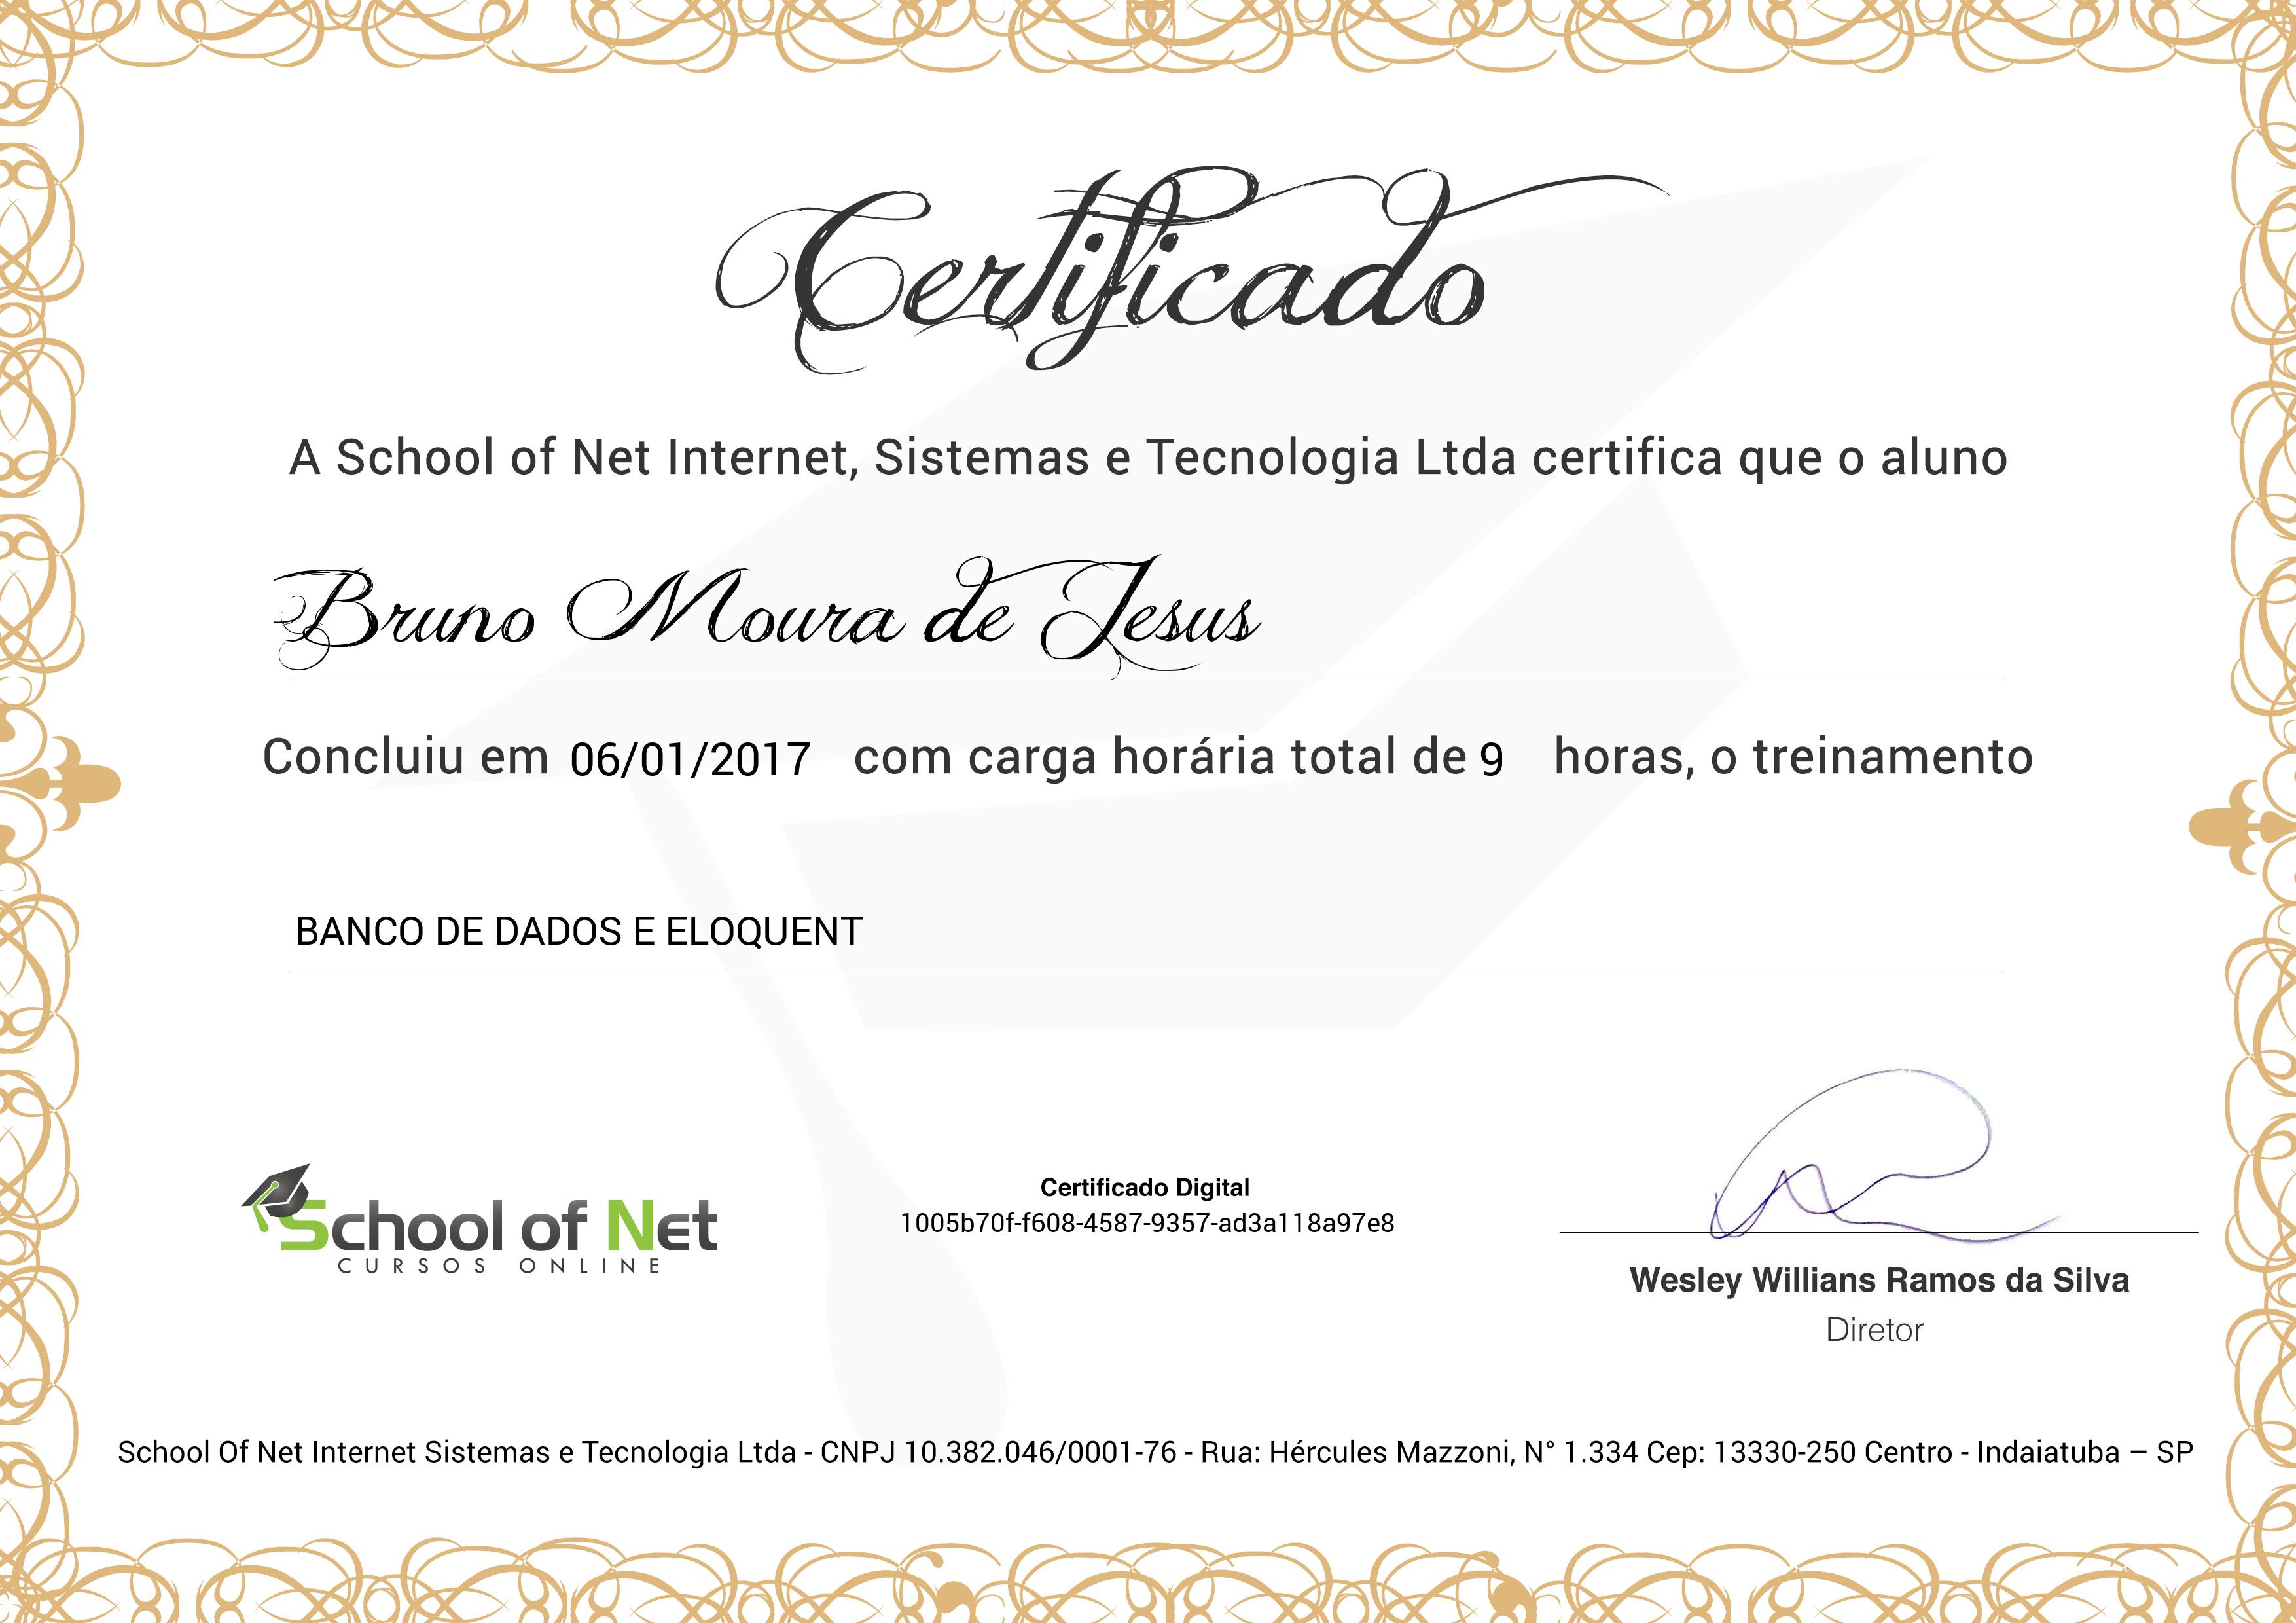 Certificado
A School of Net Internet, Sistemas e Tecnologia Ltda certifica que o aluno
Bruno Moura de Jesus
Concluiu em 06/01/2017 com carga horária total de 9 horas, o treinamento
BANCO DE DADOS E ELOQUENT
School of Net
CURSOS ONLINE
Certificado Digital
1005b70f-f608-4587-9357-ad3a118a97e8
Wesley Willians Ramos da Silva
Diretor
School Of Net Internet Sistemas e Tecnologia Ltda - CNPJ 10.382.046/0001-76 - Rua: Hércules Mazzoni, N° 1.334 Cep: 13330-250 Centro - Indaiatuba – SP